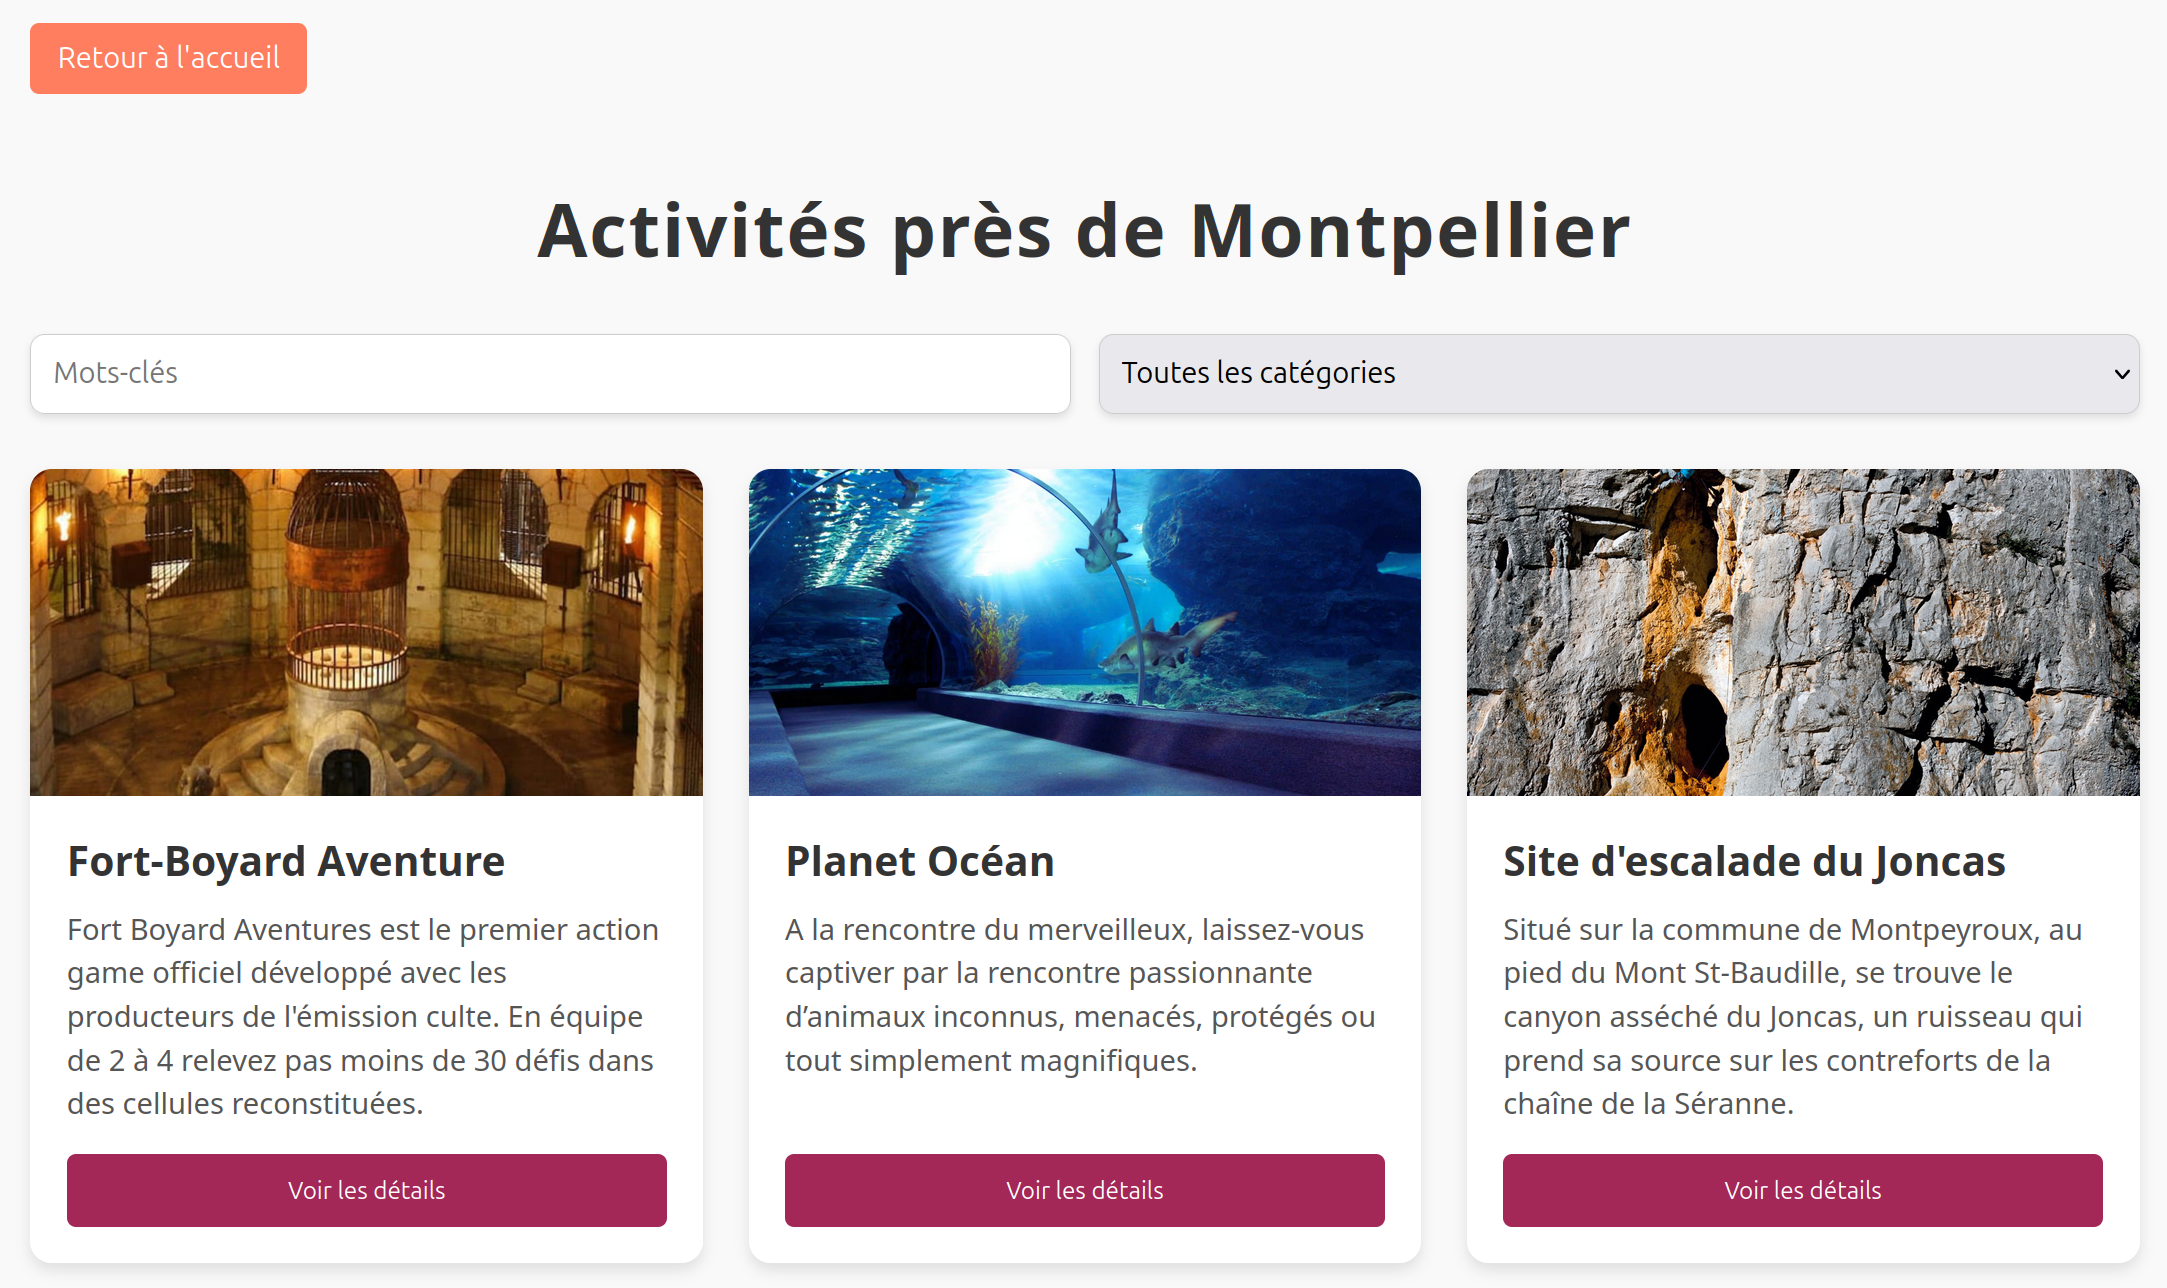 Retour à l'accueil
Activités près de Montpellier
Mots-clés
Toutes les catégories
Fort-Boyard Aventure
Fort Boyard Aventures est le premier action
game officiel développé avec les
producteurs de l'émission culte. En équipe
de 2 à 4 relevez pas moins de 30 défis dans
des cellules reconstituées.
Voir les détails
Planet Océan
A la rencontre du merveilleux, laissez-vous
captiver par la rencontre passionnante
d’animaux inconnus, menacés, protégés ou
tout simplement magnifiques.
Voir les détails
Site d'escalade du Joncas
Situé sur la commune de Montpeyroux, au
pied du Mont St-Baudille, se trouve le
canyon asséché du Joncas, un ruisseau qui
prend sa source sur les contreforts de la
chaîne de la Séranne.
Voir les détails